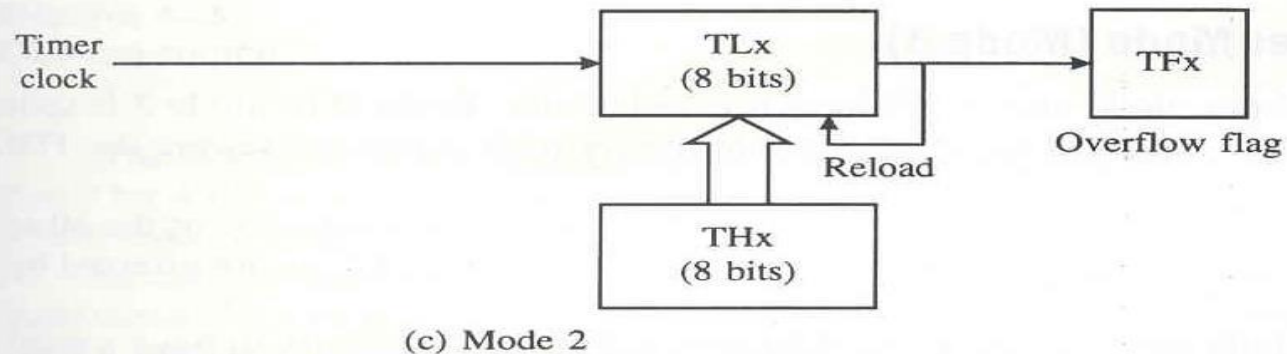 Timer
clock
TLx
(8 bits)
TFx
Overflow flag
Reload
THx
(8 bits)
(c) Mode 2